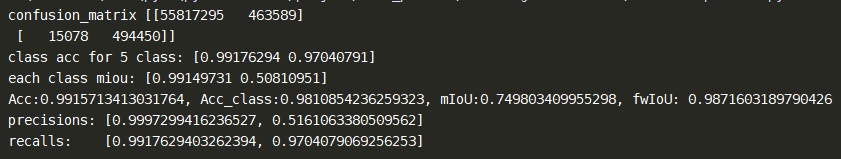 confusion_matrix [[55817295   463589]
 [   15078   494450]]
class acc for 5 class: [0.99176294 0.97040791]
each class miou: [0.99149731 0.50810951]
Acc:0.9915713413031764, Acc_class:0.9810854236259323, mIoU:0.749803409955298, fwIoU: 0.9871603189790426
precisions: [0.9997299416236527, 0.5161063380509562]
recalls:    [0.9917629403262394, 0.9704079069256253]